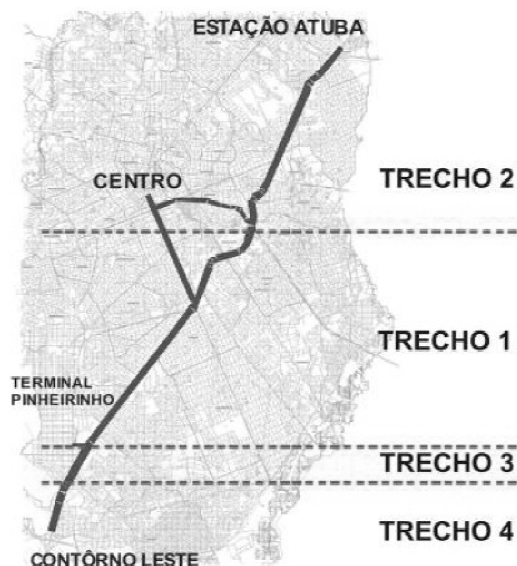 ESTAÇÃO ATUBA
CENTRO
TRECHO 2
TRECHO 1
TERMINAL
PINHEIRINHO
TRECHO 3
TRECHO 4
CONTÔRNO LESTE